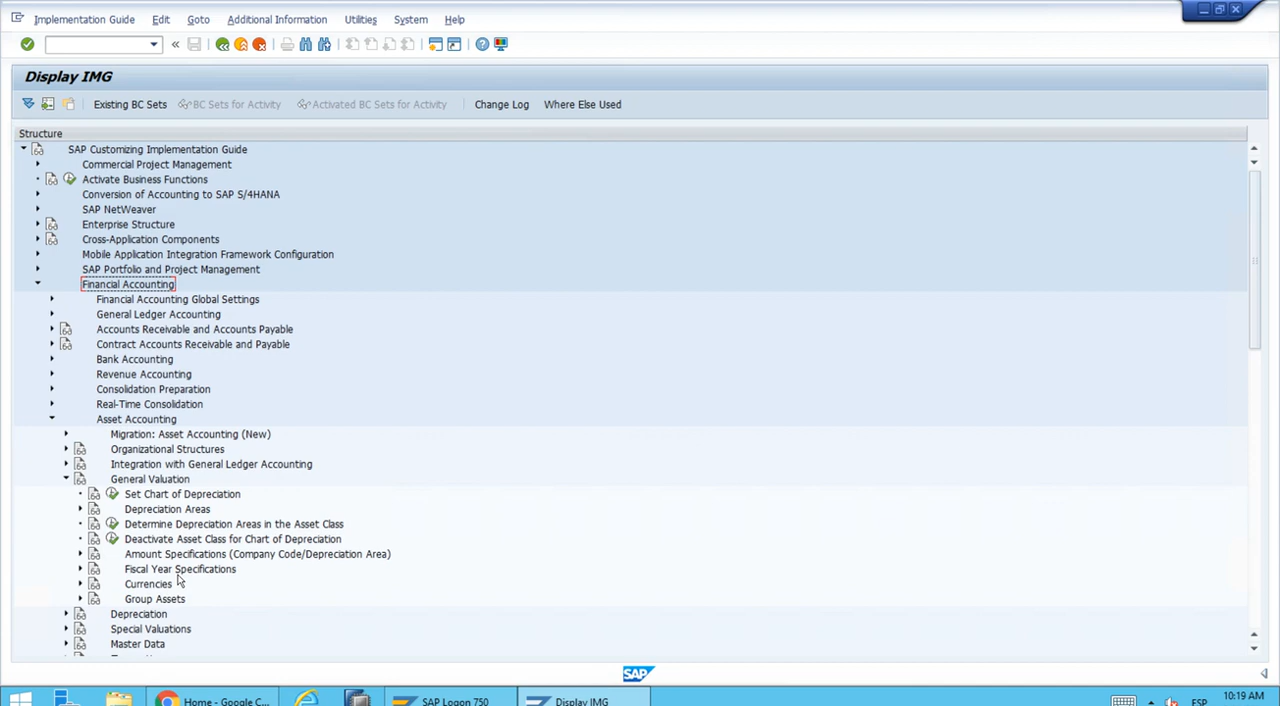 Implementation Guide Edit Goto Additional Information Utilities System Help
Display IMG
Existing BC Sets BC Sets for Activity Activated BC Sets for Activity Change Log Where Else Used
Structure
SAP Customizing Implementation Guide
Commercial Project Management
Activate Business Functions
Conversion of Accounting to SAP S/4HANA
SAP NetWeaver
Enterprise Structure
Cross-Application Components
Mobile Application Integration Framework Configuration
SAP Portfolio and Project Management
Financial Accounting
Financial Accounting Global Settings
General Ledger Accounting
Accounts Receivable and Accounts Payable
Contract Accounts Receivable and Payable
Bank Accounting
Revenue Accounting
Consolidation Preparation
Real-Time Consolidation
Asset Accounting
Migration: Asset Accounting (New)
Organizational Structures
Integration with General Ledger Accounting
General Valuation
Set Chart of Depreciation
Depreciation Areas
Determine Depreciation Areas in the Asset Class
Deactivate Asset Class for Chart of Depreciation
Amount Specifications (Company Code/Depreciation Area)
Fiscal Year Specifications
Currencies
Group Assets
Depreciation
Special Valuations
Master Data
SAP
Home - Google C... SAP Logon 750 Display IMG ESP 10:19 AM